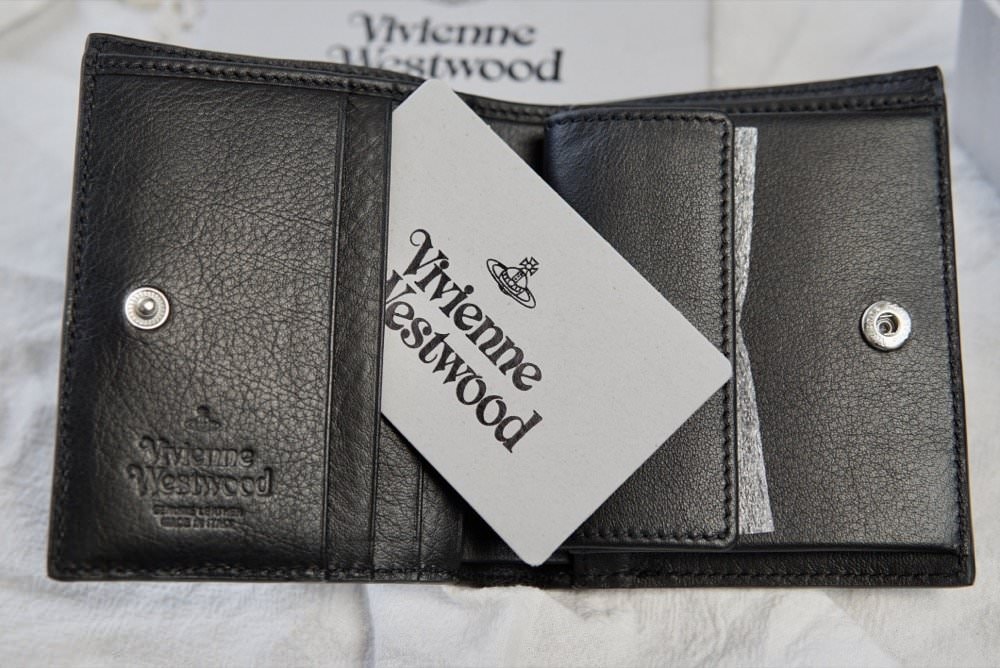 Vivienne
Westwood
Vivienne
Westwood
Vivienne
Westwood
GENUINE LEATHER
MADE IN ITALY